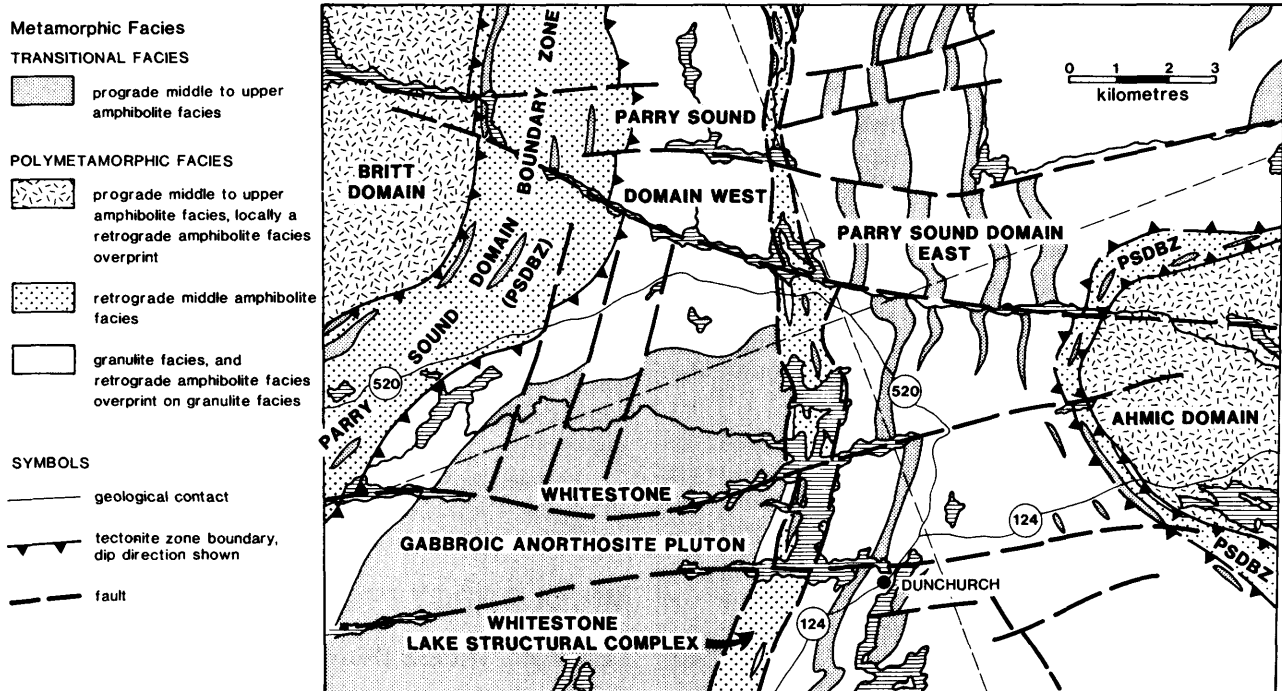 Metamorphic Facies
TRANSITIONAL FACIES
prograde middle to upper
amphibolite facies
POLYMETAMORPHIC FACIES
prograde middle to upper
amphibolite facies, locally a
retrograde amphibolite facies
overprint
retrograde middle amphibolite
facies
granulite facies, and
retrograde amphibolite facies
overprint on granulite facies
SYMBOLS
geological contact
tectonite zone boundary,
dip direction shown
fault
0 1 2 3
kilometres
BRITT
DOMAIN
PARRY SOUND DOMAIN BOUNDARY ZONE
(PSDBZ)
PARRY SOUND
DOMAIN WEST
PARRY SOUND DOMAIN
EAST
PSDBZ
520
520
AHMIC DOMAIN
WHITESTONE
GABBROIC ANORTHOSITE PLUTON
124
PSDBZ
DUNCHURCH
WHITESTONE
LAKE STRUCTURAL COMPLEX
124